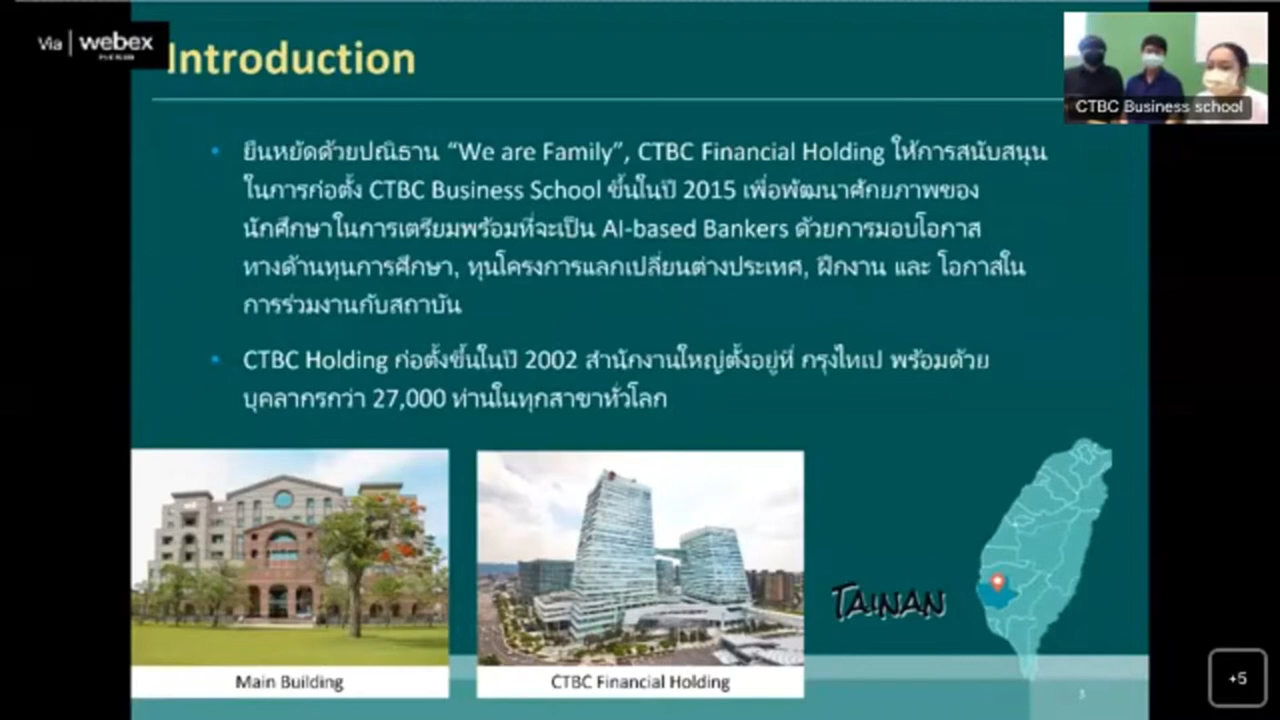 Via | webex
Introduction
CTBC Business school
ยืนหยัดด้วยปณิธาน “We are Family”, CTBC Financial Holding ให้การสนับสนุน
ในการก่อตั้ง CTBC Business School ขึ้นในปี 2015 เพื่อพัฒนาศักยภาพของ
นักศึกษาในการเตรียมพร้อมที่จะเป็น AI-based Bankers ด้วยการมอบโอกาส
ทางด้านทุนการศึกษา, ทุนโครงการแลกเปลี่ยนต่างประเทศ, ฝึกงาน และ โอกาสใน
การร่วมงานกับสถาบัน
CTBC Holding ก่อตั้งขึ้นในปี 2002 สำนักงานใหญ่ตั้งอยู่ที่ กรุงไทเป พร้อมด้วย
บุคลากรกว่า 27,000 ท่านในทุกสาขาทั่วโลก
TAINAN
Main Building
CTBC Financial Holding
3
+5